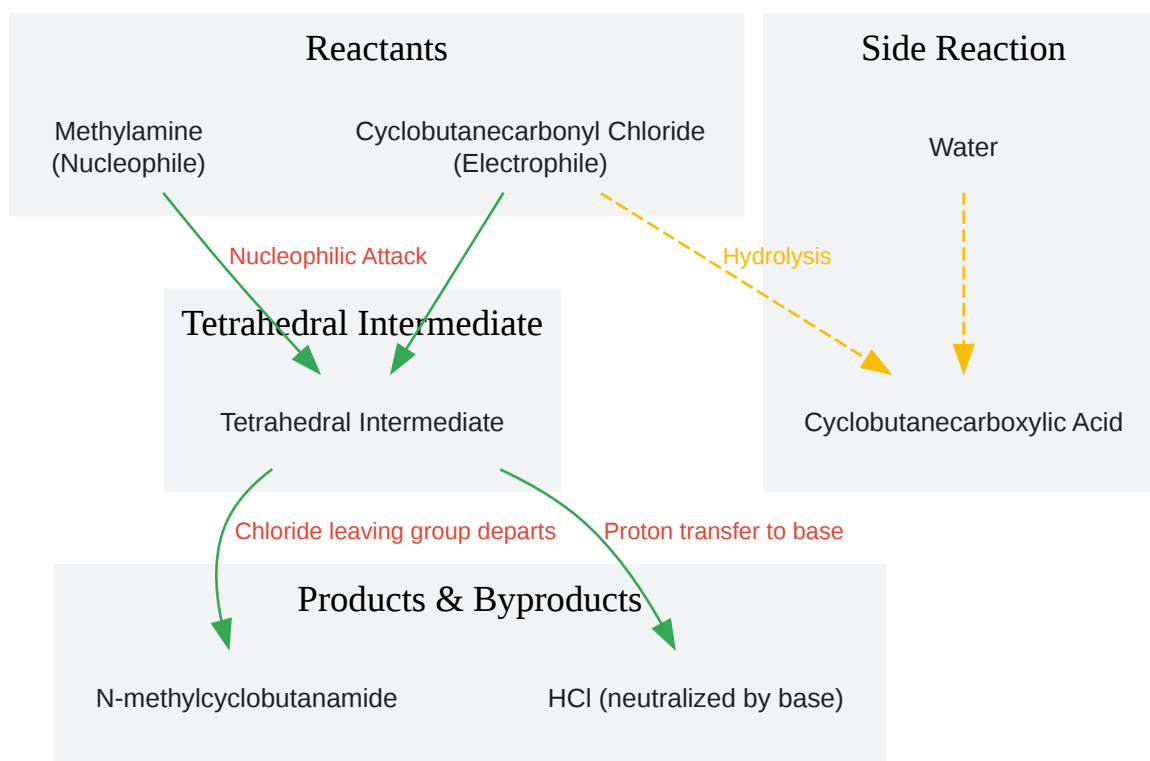 Reactants
Side Reaction
Methylamine
(Nucleophile)
Cyclobutanecarbonyl Chloride
(Electrophile)
Water
Nucleophilic Attack
Hydrolysis
Tetrahedral Intermediate
Tetrahedral Intermediate
Cyclobutanecarboxylic Acid
Chloride leaving group departs
Proton transfer to base
Products & Byproducts
N-methylcyclobutanamide
HCl (neutralized by base)